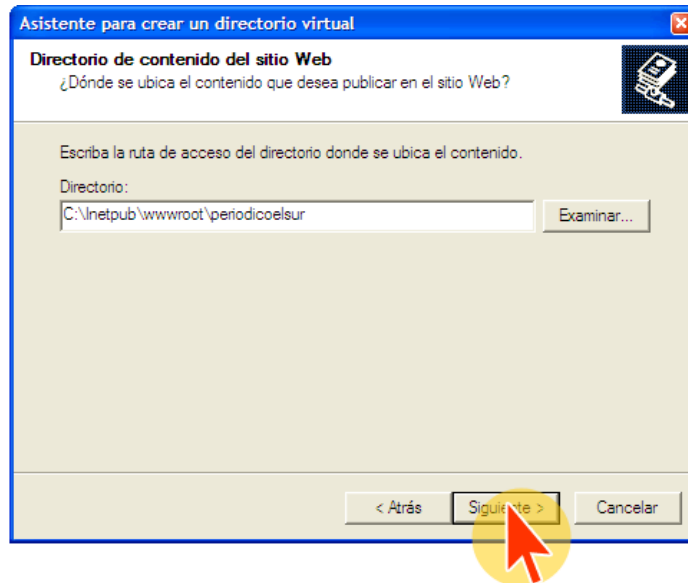 Asistente para crear un directorio virtual
Directorio de contenido del sitio Web
¿Dónde se ubica el contenido que desea publicar en el sitio Web?
Escriba la ruta de acceso del directorio donde se ubica el contenido.
Directorio:
C:\Inetpub\wwwroot\periodicoelsur Examinar...
< Atrás Siguiente > Cancelar